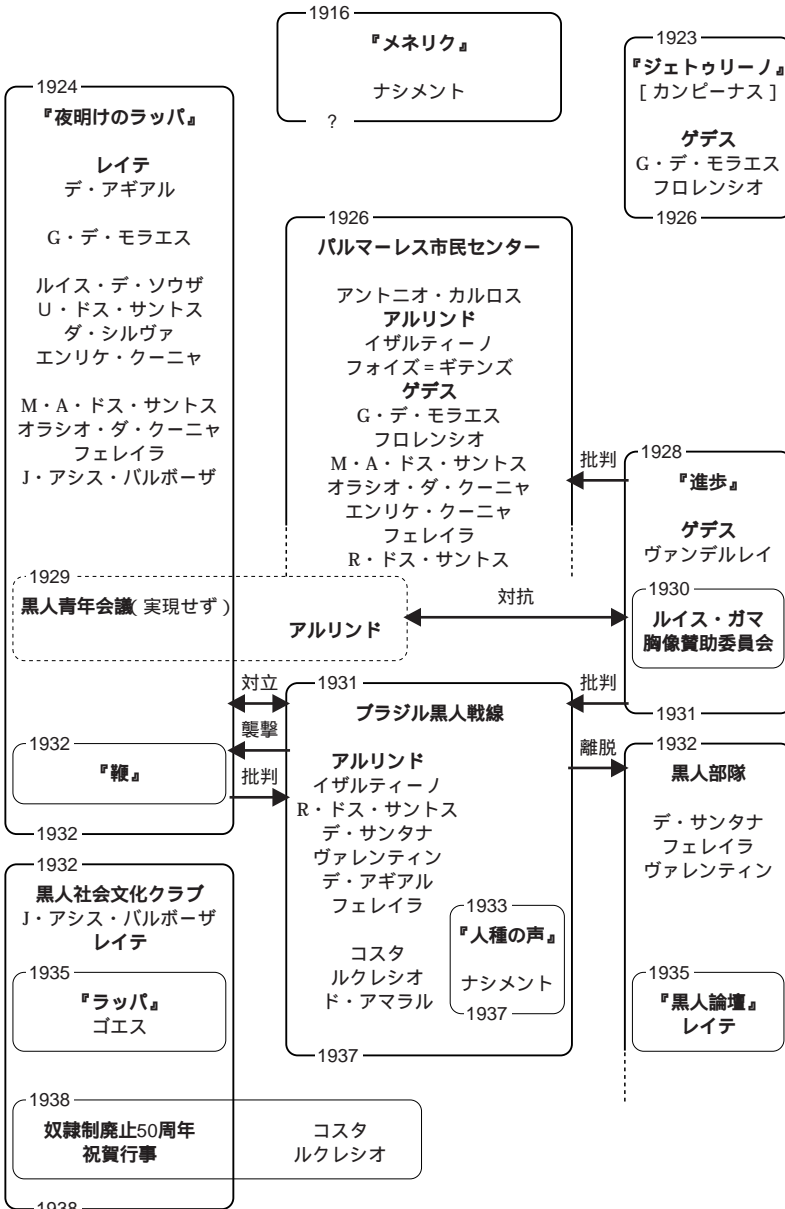 1916
『メネリク』
ナシメント
?
1923
『ジェトゥリーノ』
[カンピーナス]
ゲデス
G・デ・モラエス
フロレンシオ
1926
1924
『夜明けのラッパ』
レイテ
デ・アギアル
G・デ・モラエス
ルイス・デ・ソウザ
U・ドス・サントス
ダ・シルヴァ
エンリケ・クーニャ
M・A・ドス・サントス
オラシオ・ダ・クーニャ
フェレイラ
J・アシス・バルボーザ
1926
パルマーレス市民センター
アントニオ・カルロス
アルリンド
イザルティーノ
フォイズ=ギテンズ
ゲデス
G・デ・モラエス
フロレンシオ
M・A・ドス・サントス
オラシオ・ダ・クーニャ
エンリケ・クーニャ
フェレイラ
R・ドス・サントス
批判
1928
『進歩』
ゲデス
ヴァンデルレイ
1929
黒人青年会議(実現せず)
アルリンド
対抗
1930
ルイス・ガマ
胸像賛助委員会
1931
対立
襲撃
批判
1931
ブラジル黒人戦線
アルリンド
イザルティーノ
R・ドス・サントス
デ・サンタナ
ヴァレンティン
デ・アギアル
フェレイラ
コスタ
ルクレシオ
ド・アマラル
1933
『人種の声』
ナシメント
1937
1937
批判
離脱
1932
『鞭』
1932
1932
黒人部隊
デ・サンタナ
フェレイラ
ヴァレンティン
1935
『黒人論壇』
レイテ
1932
黒人社会文化クラブ
J・アシス・バルボーザ
レイテ
1935
『ラッパ』
ゴエス
1938
奴隷制廃止50周年
祝賀行事
コスタ
ルクレシオ
1938